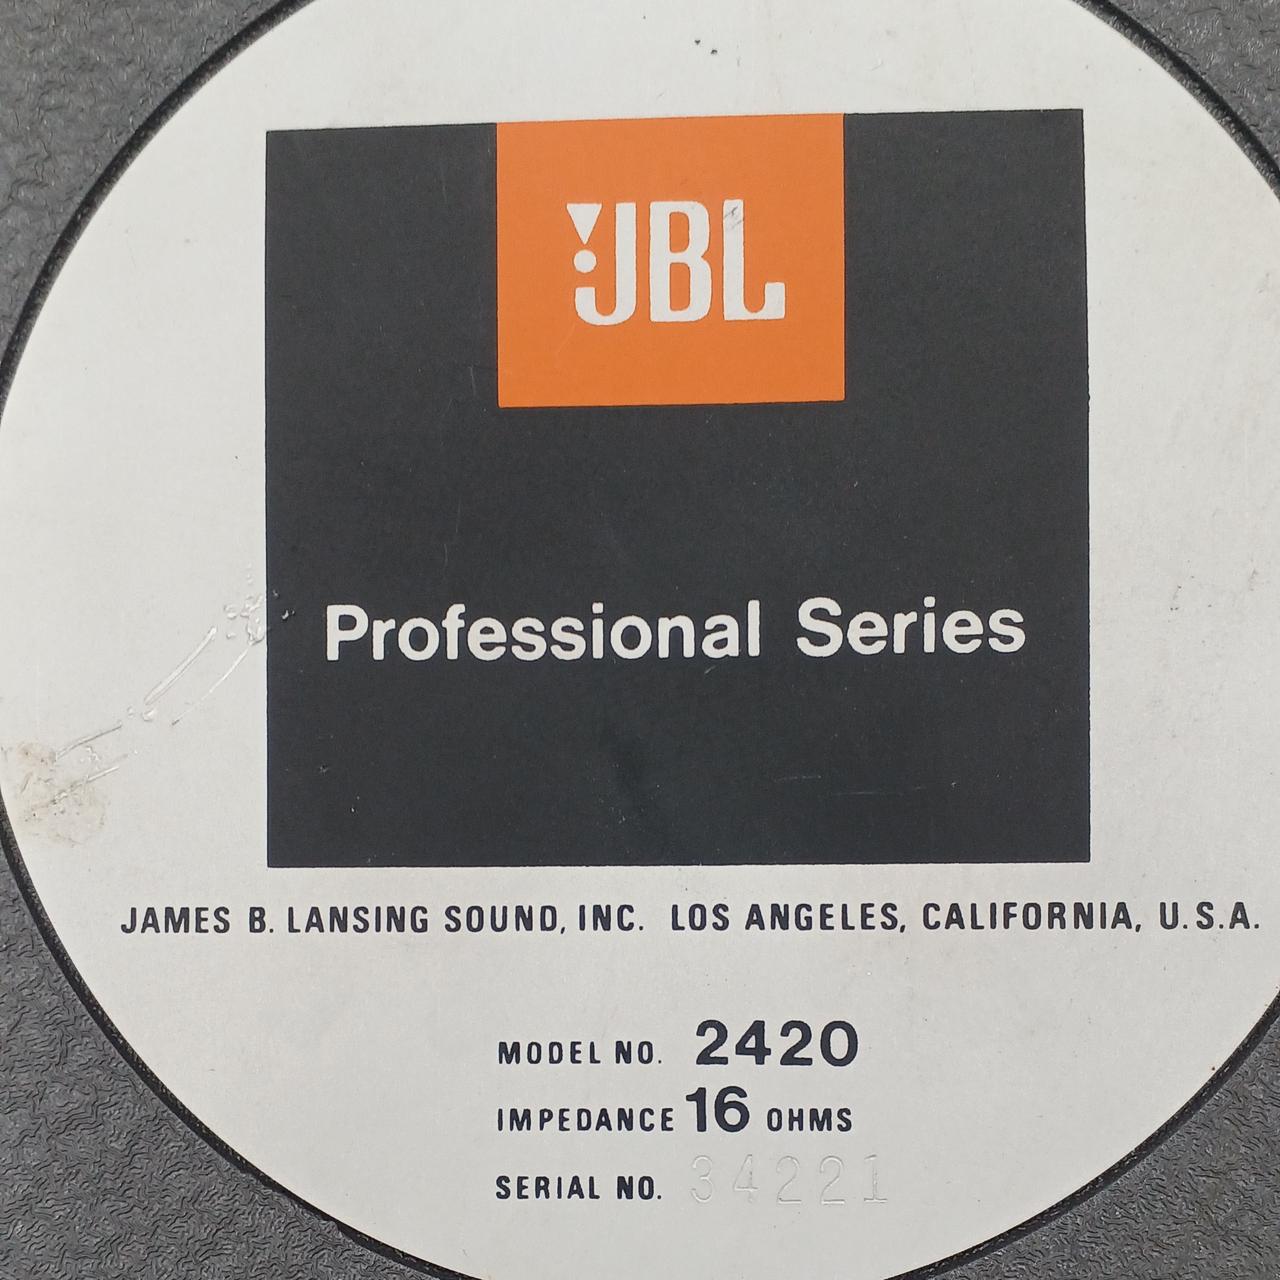 JBL
Professional Series
JAMES B. LANSING SOUND, INC. LOS ANGELES, CALIFORNIA, U.S.A.
MODEL NO. 2420
IMPEDANCE 16 OHMS
SERIAL NO. 34221